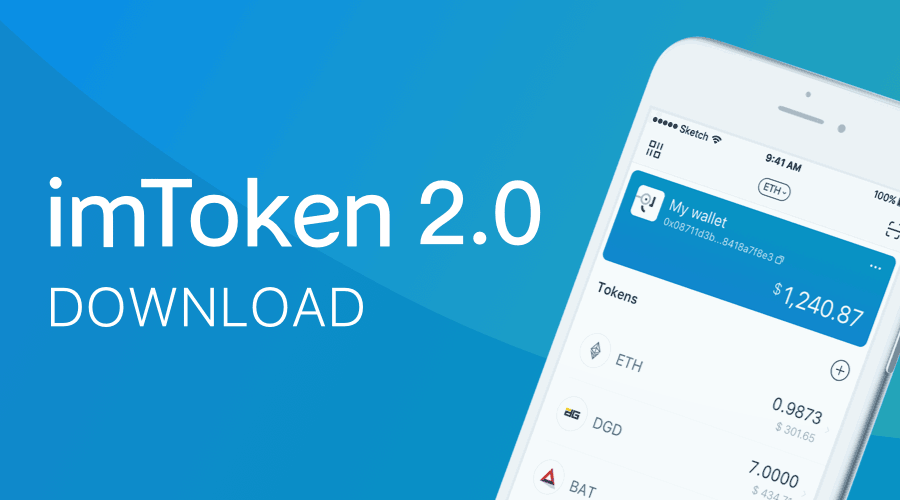 imToken 2.0
DOWNLOAD
Sketch
9:41 AM
100%
ETH
My wallet
0x08711d3b...8418a7f8e3
$1,240.87
Tokens
ETH
0.9873
$ 301.65
DGD
7.0000
BAT